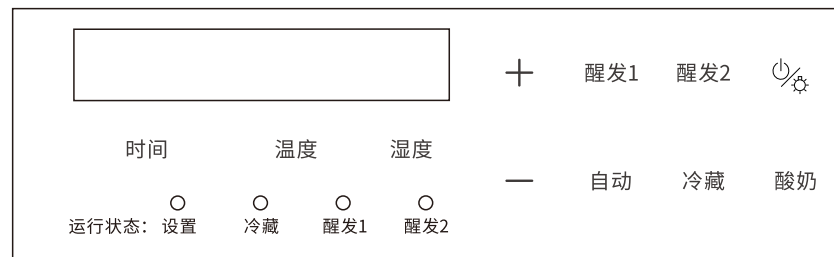 + 醒发1 醒发2
时间 温度 湿度
− 自动 冷藏 酸奶
运行状态： 设置 冷藏 醒发1 醒发2